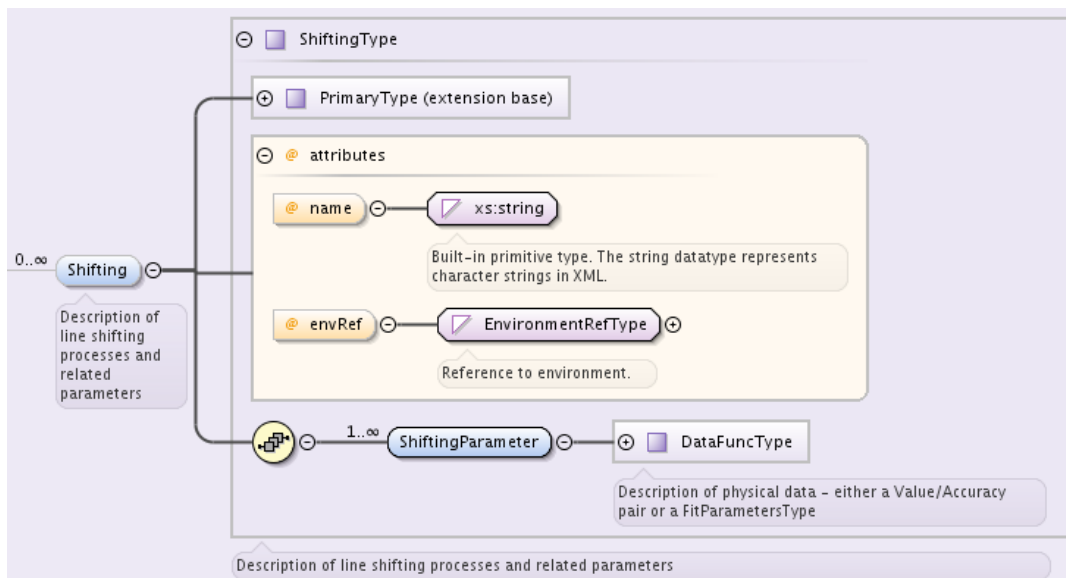 ShiftingType
PrimaryType (extension base)
@ attributes
@ name
xs:string
Built-in primitive type. The string datatype represents
character strings in XML.
0..∞
Shifting
Description of
line shifting
processes and
related
parameters
@ envRef
EnvironmentRefType
Reference to environment.
1..∞
ShiftingParameter
DataFuncType
Description of physical data - either a Value/Accuracy
pair or a FitParametersType
Description of line shifting processes and related parameters